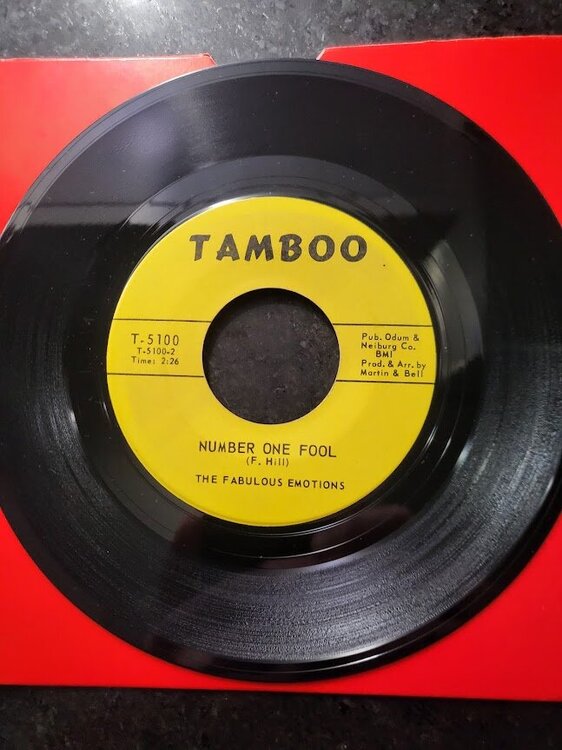 TAMBOO
T-5100
T-5100-2
Time: 2:26
Pub. Odum &
Neiburg Co.
BMI
Prod. & Arr. by
Martin & Bell
NUMBER ONE FOOL
(F. Hill)
THE FABULOUS EMOTIONS